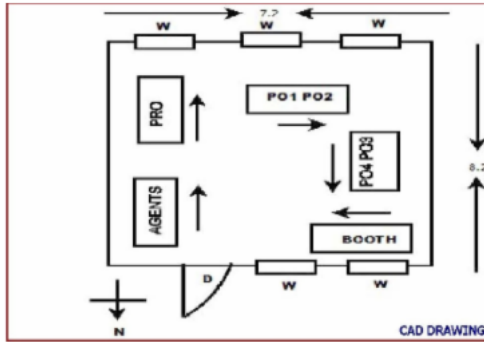 7.2
W W W
PO1 PO2
PRO
PO4 PO3
AGENTS
BOOTH
D
W W
N
CAD DRAWING